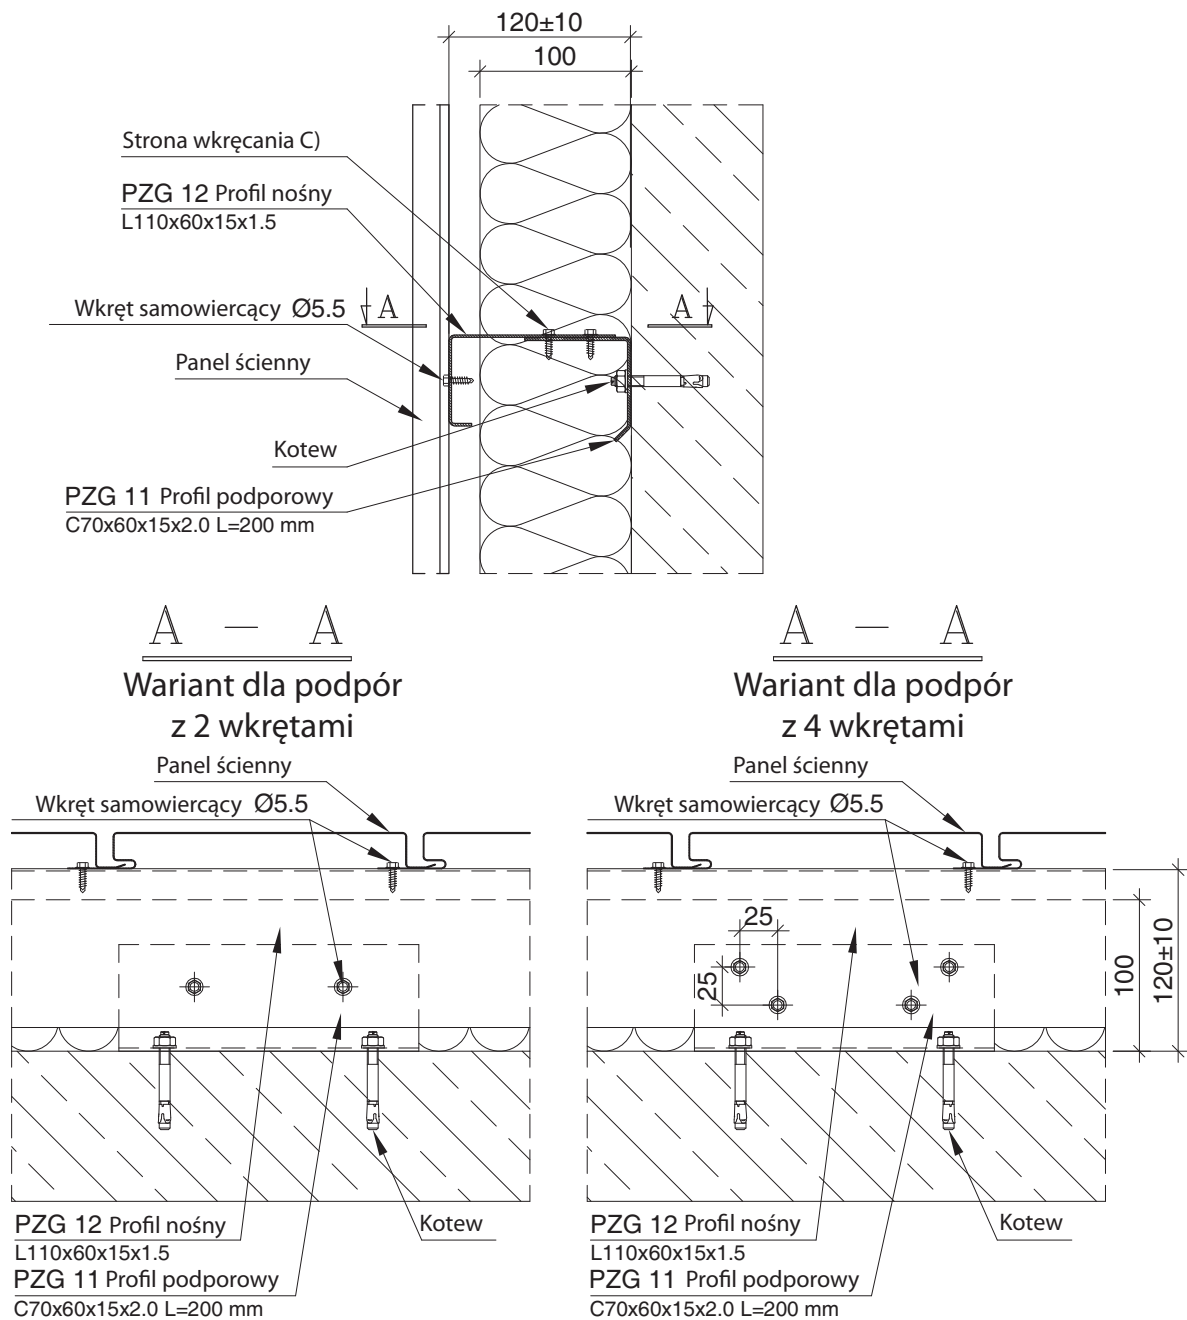 120±10
100
Strona wkręcania C)
PZG 12 Profil nośny
L110x60x15x1.5
Wkręt samowiercący Ø5.5
A
A
Panel ścienny
Kotew
PZG 11 Profil podporowy
C70x60x15x2.0 L=200 mm
A — A
Wariant dla podpór
z 2 wkrętami
Panel ścienny
Wkręt samowiercący Ø5.5
PZG 12 Profil nośny
L110x60x15x1.5
PZG 11 Profil podporowy
C70x60x15x2.0 L=200 mm
Kotew
A — A
Wariant dla podpór
z 4 wkrętami
Panel ścienny
Wkręt samowiercący Ø5.5
25
25
100
120±10
PZG 12 Profil nośny
L110x60x15x1.5
PZG 11 Profil podporowy
C70x60x15x2.0 L=200 mm
Kotew